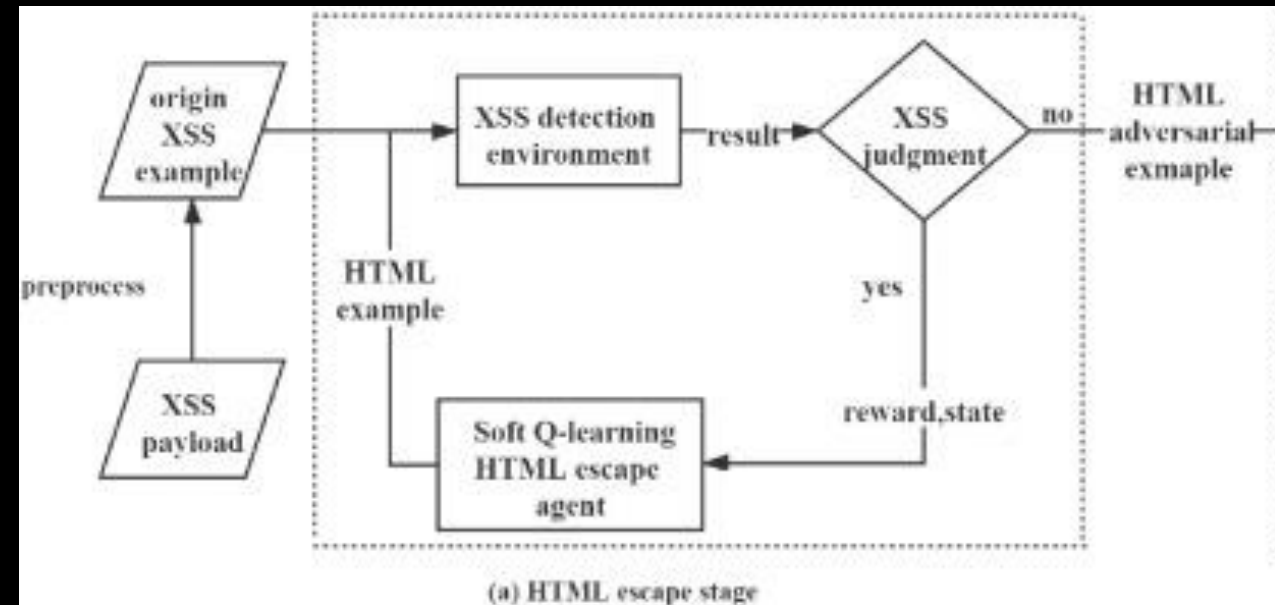 origin
XSS
example
preprocess
XSS
payload
XSS detection
environment
result
XSS
judgment
no
HTML
adversarial
exmaple
HTML
example
yes
reward,state
Soft Q-learning
HTML escape
agent
(a) HTML escape stage